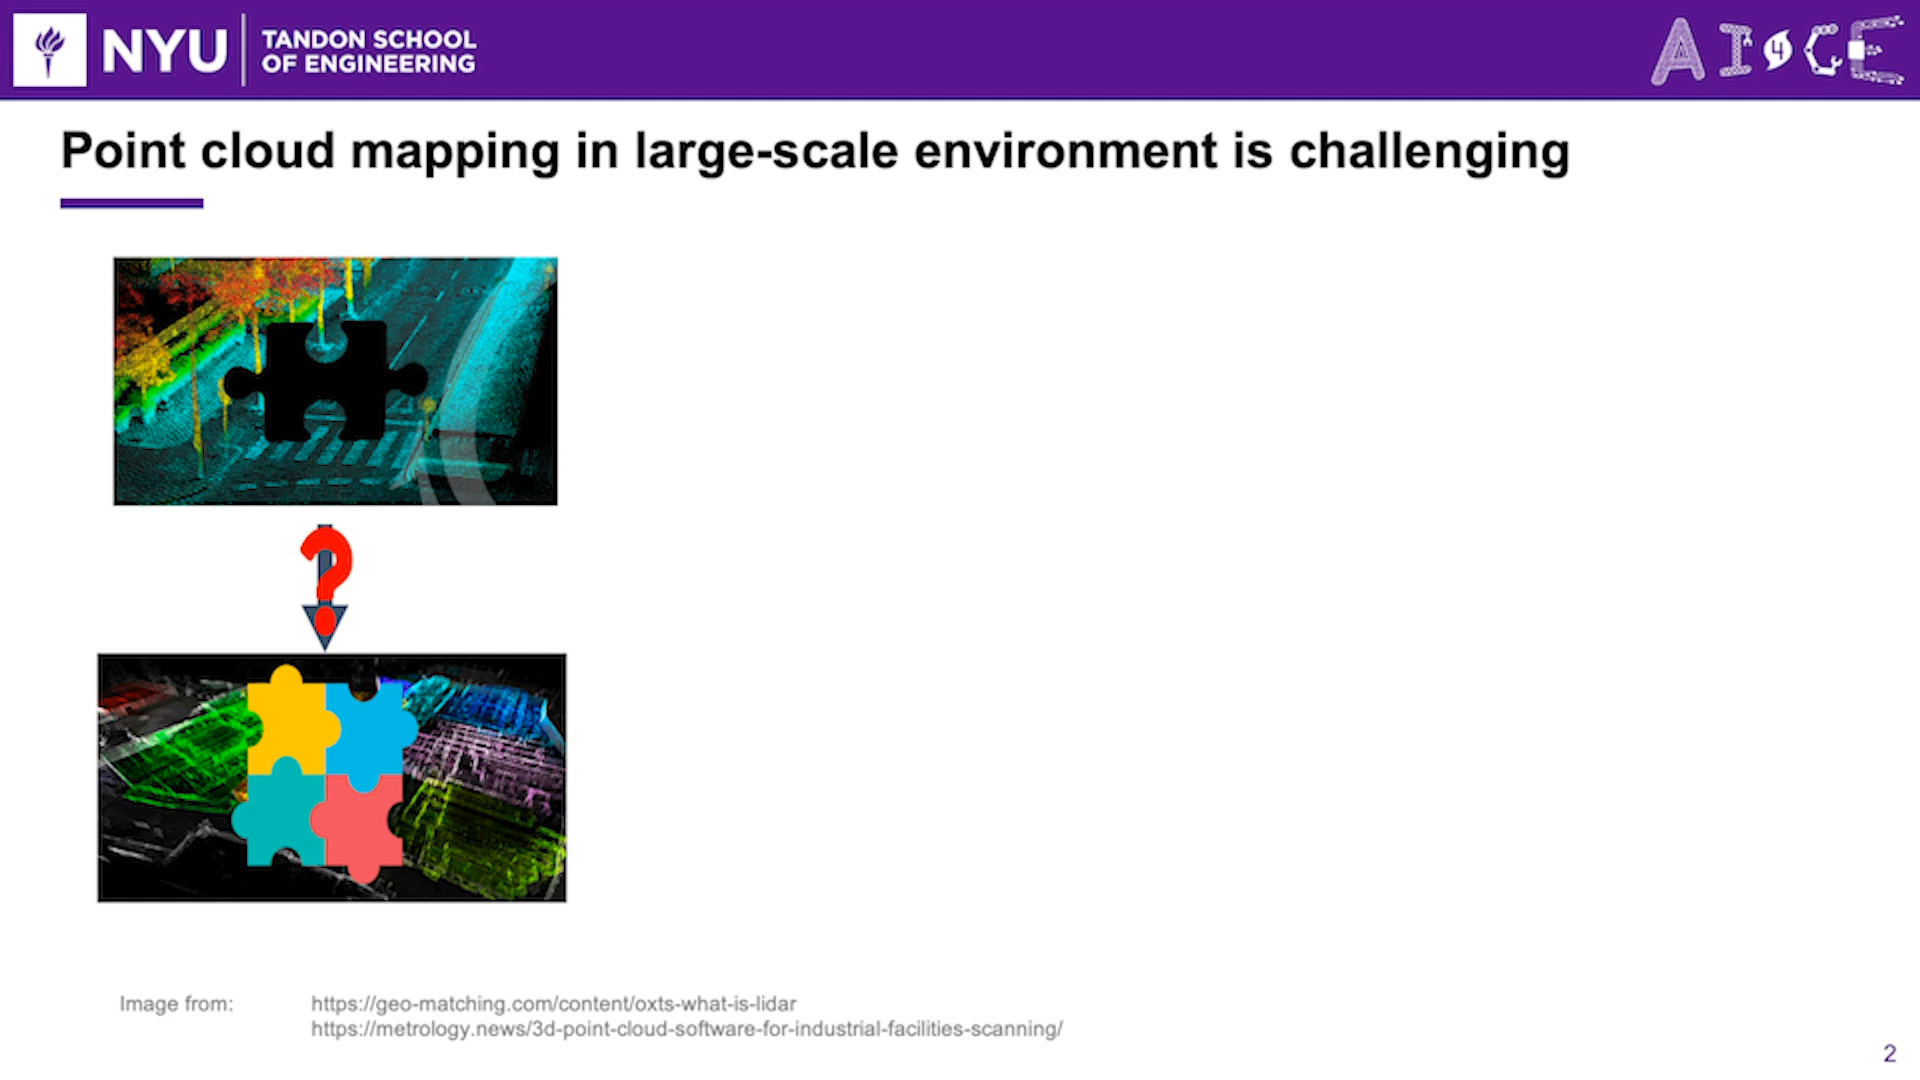 NYU
TANDON SCHOOL
OF ENGINEERING
AI4CE
Point cloud mapping in large-scale environment is challenging
?
Image from:
https://geo-matching.com/content/oxts-what-is-lidar
https://metrology.news/3d-point-cloud-software-for-industrial-facilities-scanning/
2